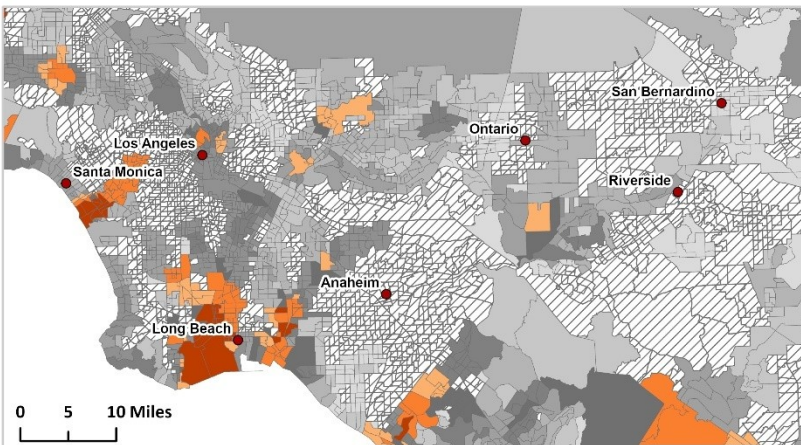 San Bernardino
Ontario
Los Angeles
Santa Monica
Riverside
Anaheim
Long Beach
0 5 10 Miles